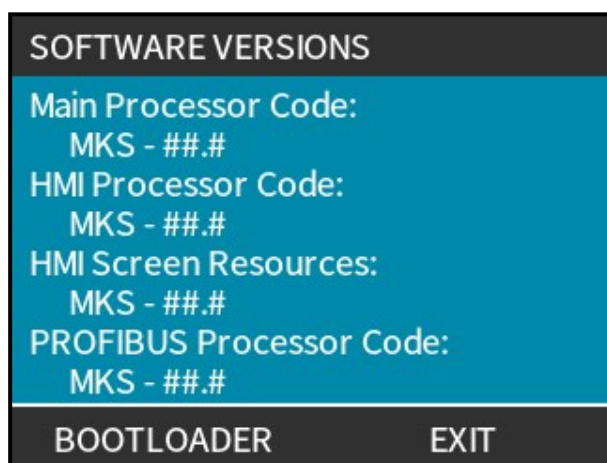 SOFTWARE VERSIONS
Main Processor Code:
MKS - ##.#
HMI Processor Code:
MKS - ##.#
HMI Screen Resources:
MKS - ##.#
PROFIBUS Processor Code:
MKS - ##.#
BOOTLOADER EXIT